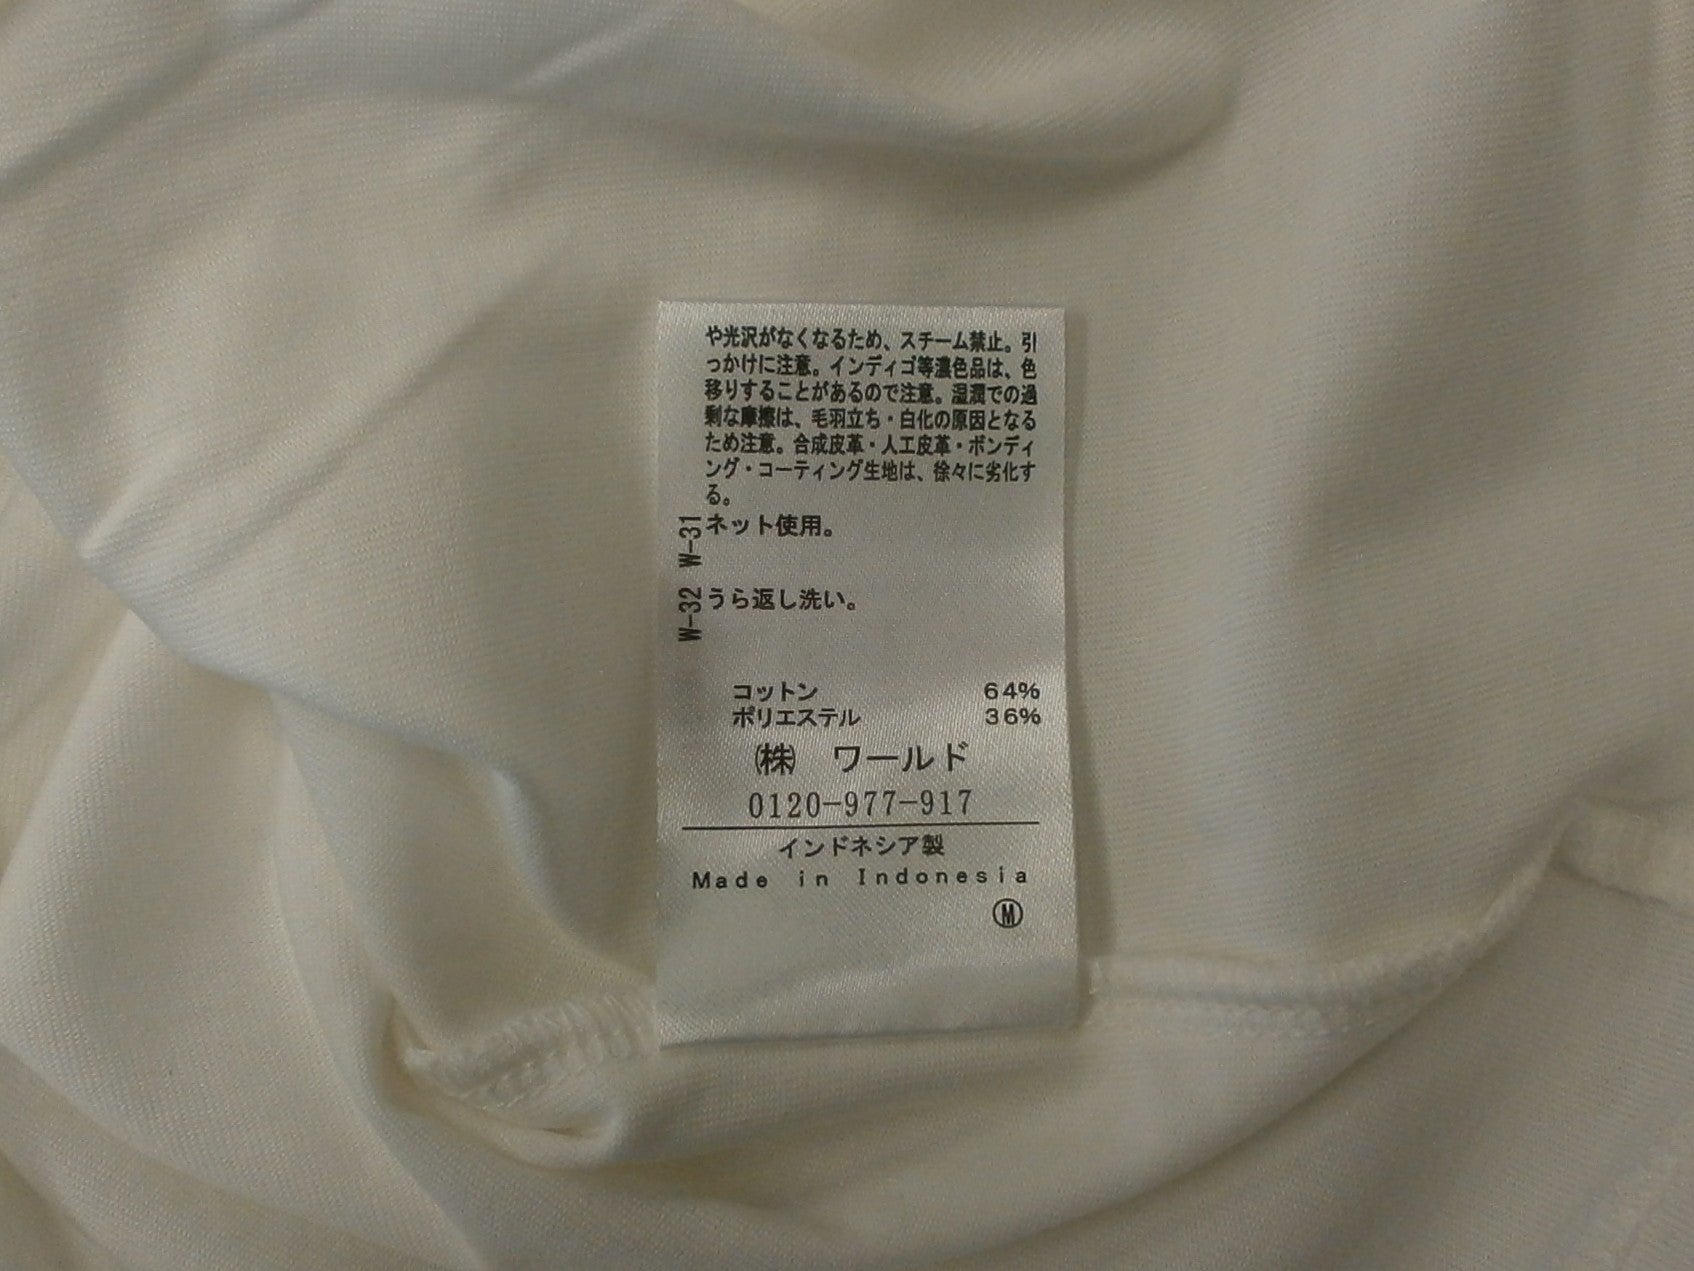 や光沢がなくなるため、スチーム禁止。引
っかけに注意。インディゴ等濃色品は、色
移りすることがあるので注意。湿潤での過
剰な摩擦は、毛羽立ち・白化の原因となる
ため注意。合成皮革・人工皮革・ボンディ
ング・コーティング生地は、徐々に劣化す
る。
W-31 ネット使用。
W-32 うら返し洗い。
コットン 64%
ポリエステル 36%
㈱ ワールド
0120-977-917
インドネシア製
Made in Indonesia
Ⓜ